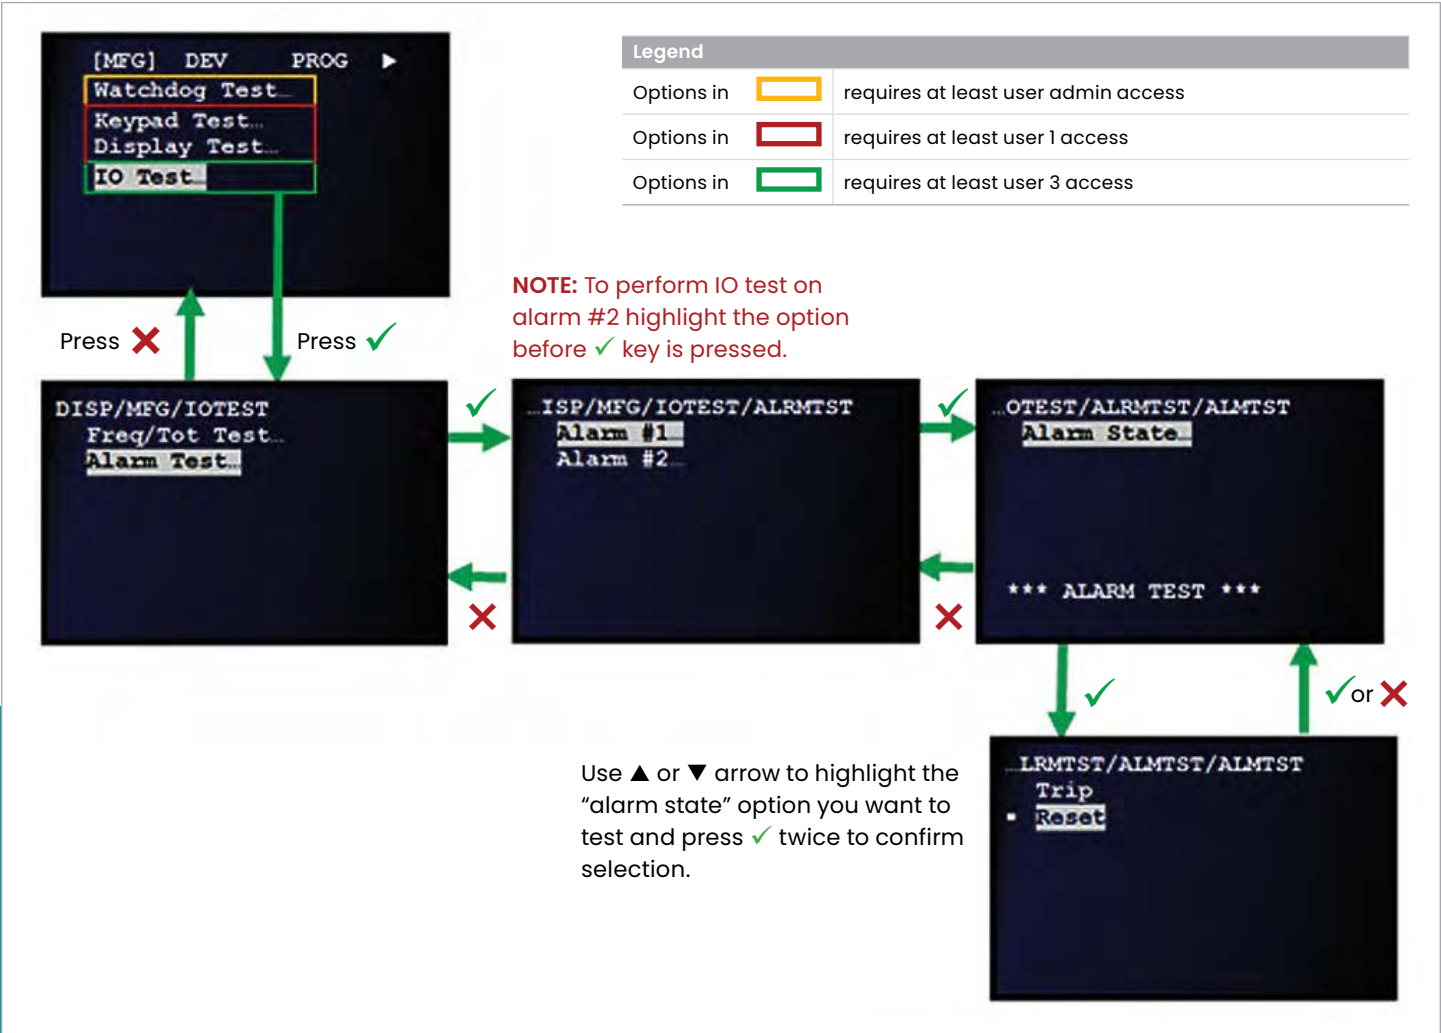 [MFG] DEV PROG ▶
Watchdog Test…
Keypad Test…
Display Test…
IO Test…
Legend
Options in requires at least user admin access
Options in requires at least user 1 access
Options in requires at least user 3 access
NOTE: To perform IO test on
alarm #2 highlight the option
before ✓ key is pressed.
Press ✗
Press ✓
DISP/MFG/IOTEST
Freq/Tot Test…
Alarm Test…
✓
✗
…ISP/MFG/IOTEST/ALRMTST
Alarm #1…
Alarm #2…
✓
✗
…OTEST/ALRMTST/ALMTST
Alarm State…
*** ALARM TEST ***
✓
✓or ✗
Use ▲ or ▼ arrow to highlight the
“alarm state” option you want to
test and press ✓ twice to confirm
selection.
…LRMTST/ALMTST/ALMTST
Trip
Reset